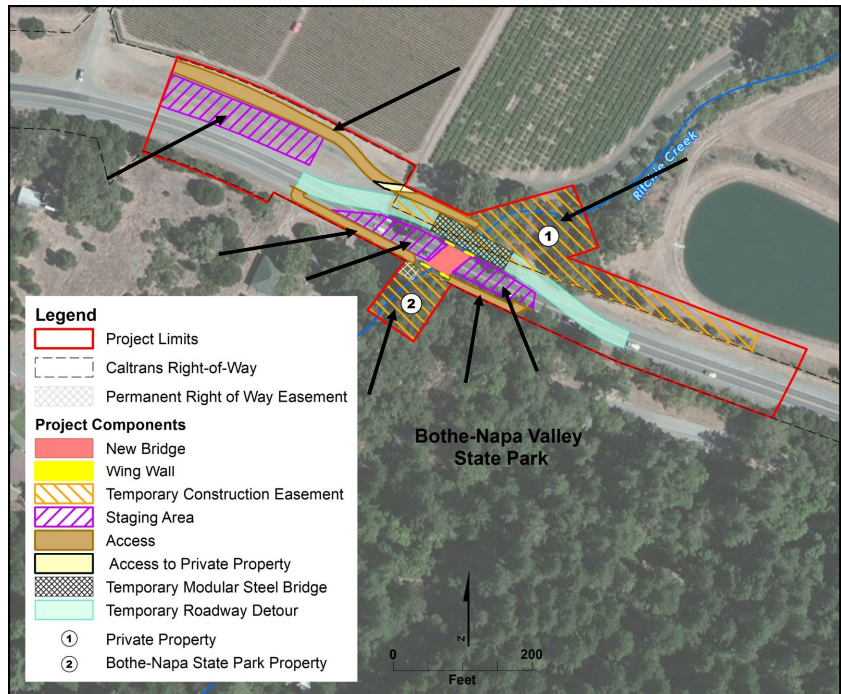 Ritchie Creek
1
2
Legend
Project Limits
Caltrans Right-of-Way
Permanent Right of Way Easement
Project Components
New Bridge
Wing Wall
Temporary Construction Easement
Staging Area
Access
Access to Private Property
Temporary Modular Steel Bridge
Temporary Roadway Detour
1 Private Property
2 Bothe-Napa State Park Property
Bothe-Napa Valley
State Park
N
0 200
Feet